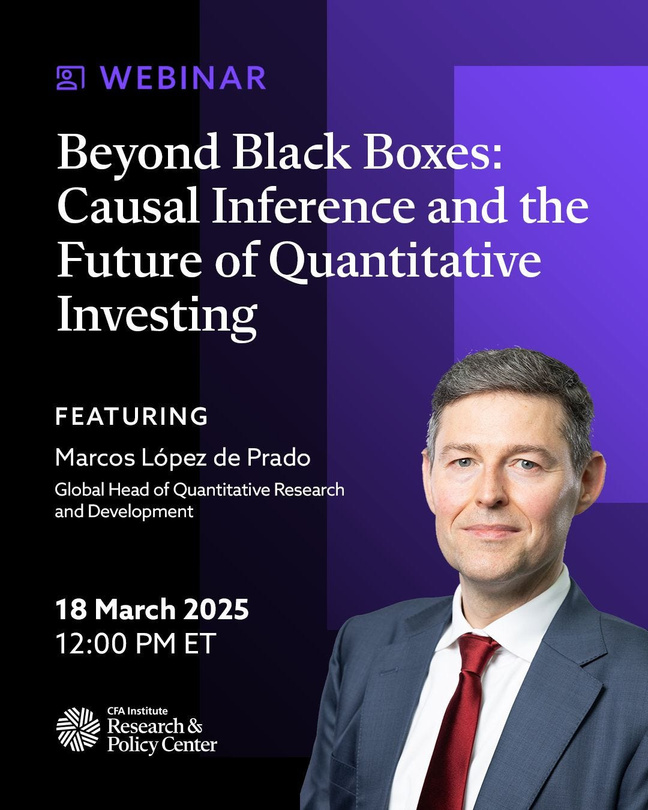 WEBINAR
Beyond Black Boxes:
Causal Inference and the
Future of Quantitative
Investing
FEATURING
Marcos López de Prado
Global Head of Quantitative Research
and Development
18 March 2025
12:00 PM ET
CFA Institute
Research &
Policy Center